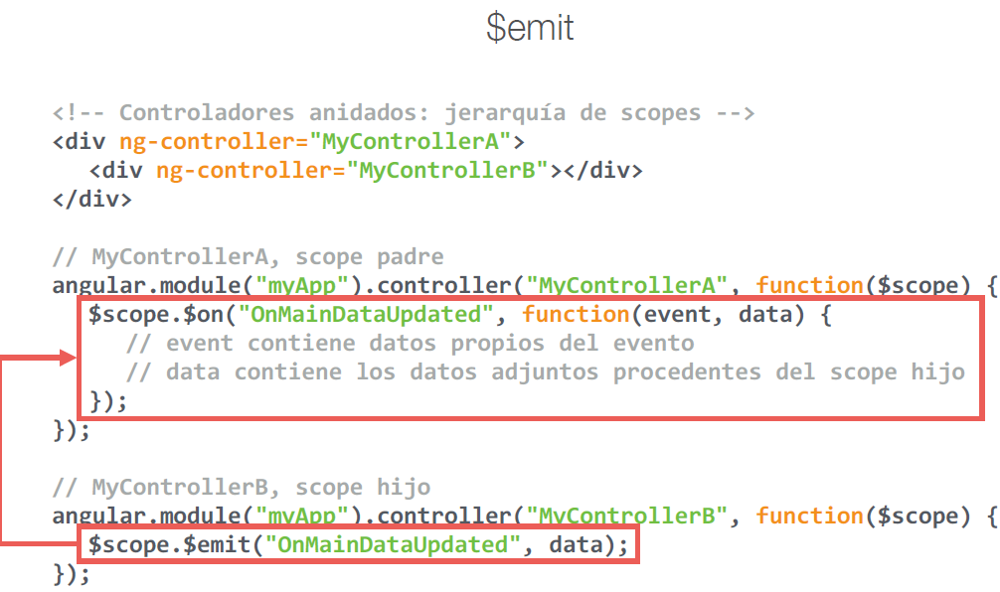 $emit
<!-- Controladores anidados: jerarquía de scopes -->
<div ng-controller="MyControllerA">
<div ng-controller="MyControllerB"></div>
</div>
// MyControllerA, scope padre
angular.module("myApp").controller("MyControllerA", function($scope) {
$scope.$on("OnMainDataUpdated", function(event, data) {
// event contiene datos propios del evento
// data contiene los datos adjuntos procedentes del scope hijo
});
});
// MyControllerB, scope hijo
angular.module("myApp").controller("MyControllerB", function($scope) {
$scope.$emit("OnMainDataUpdated", data);
});